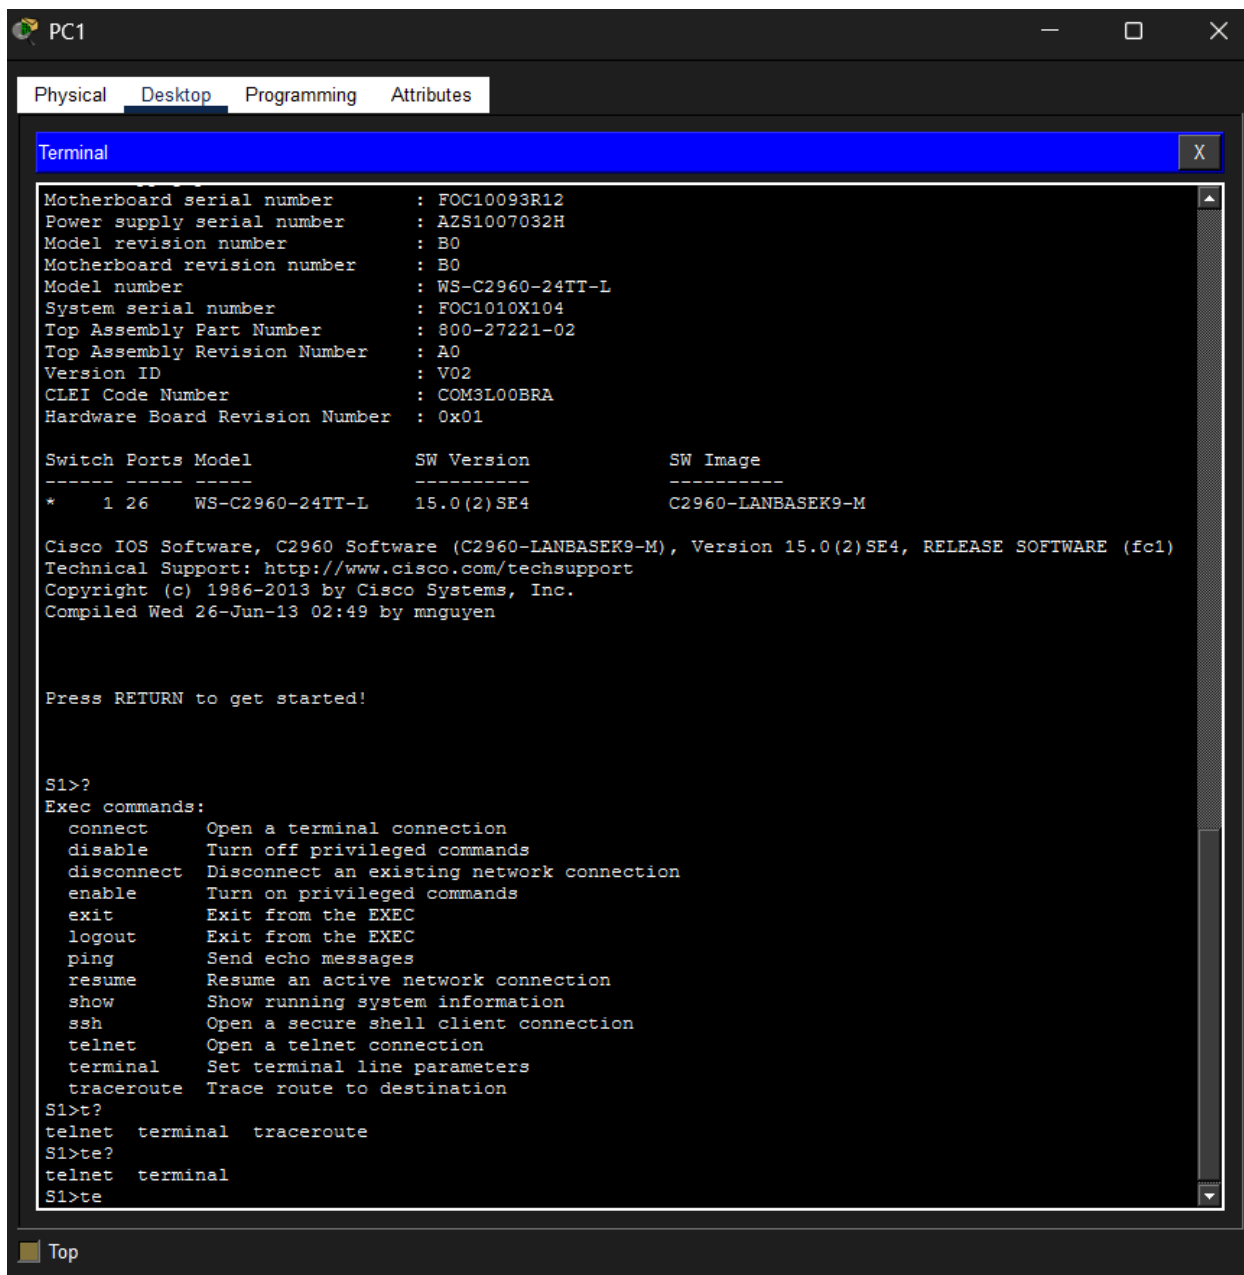 PC1
Physical Desktop Programming Attributes
Terminal X
Motherboard serial number : FOC10093R12
Power supply serial number : AZS1007032H
Model revision number : B0
Motherboard revision number : B0
Model number : WS-C2960-24TT-L
System serial number : FOC1010X104
Top Assembly Part Number : 800-27221-02
Top Assembly Revision Number : A0
Version ID : V02
CLEI Code Number : COM3L00BRA
Hardware Board Revision Number : 0x01
Switch Ports Model SW Version SW Image
------ ----- ----- ---------- ----------
* 1 26 WS-C2960-24TT-L 15.0(2)SE4 C2960-LANBASEK9-M
Cisco IOS Software, C2960 Software (C2960-LANBASEK9-M), Version 15.0(2)SE4, RELEASE SOFTWARE (fc1)
Technical Support: http://www.cisco.com/techsupport
Copyright (c) 1986-2013 by Cisco Systems, Inc.
Compiled Wed 26-Jun-13 02:49 by mnguyen
Press RETURN to get started!
S1>?
Exec commands:
connect Open a terminal connection
disable Turn off privileged commands
disconnect Disconnect an existing network connection
enable Turn on privileged commands
exit Exit from the EXEC
logout Exit from the EXEC
ping Send echo messages
resume Resume an active network connection
show Show running system information
ssh Open a secure shell client connection
telnet Open a telnet connection
terminal Set terminal line parameters
traceroute Trace route to destination
S1>t?
telnet terminal traceroute
S1>te?
telnet terminal
S1>te
Top